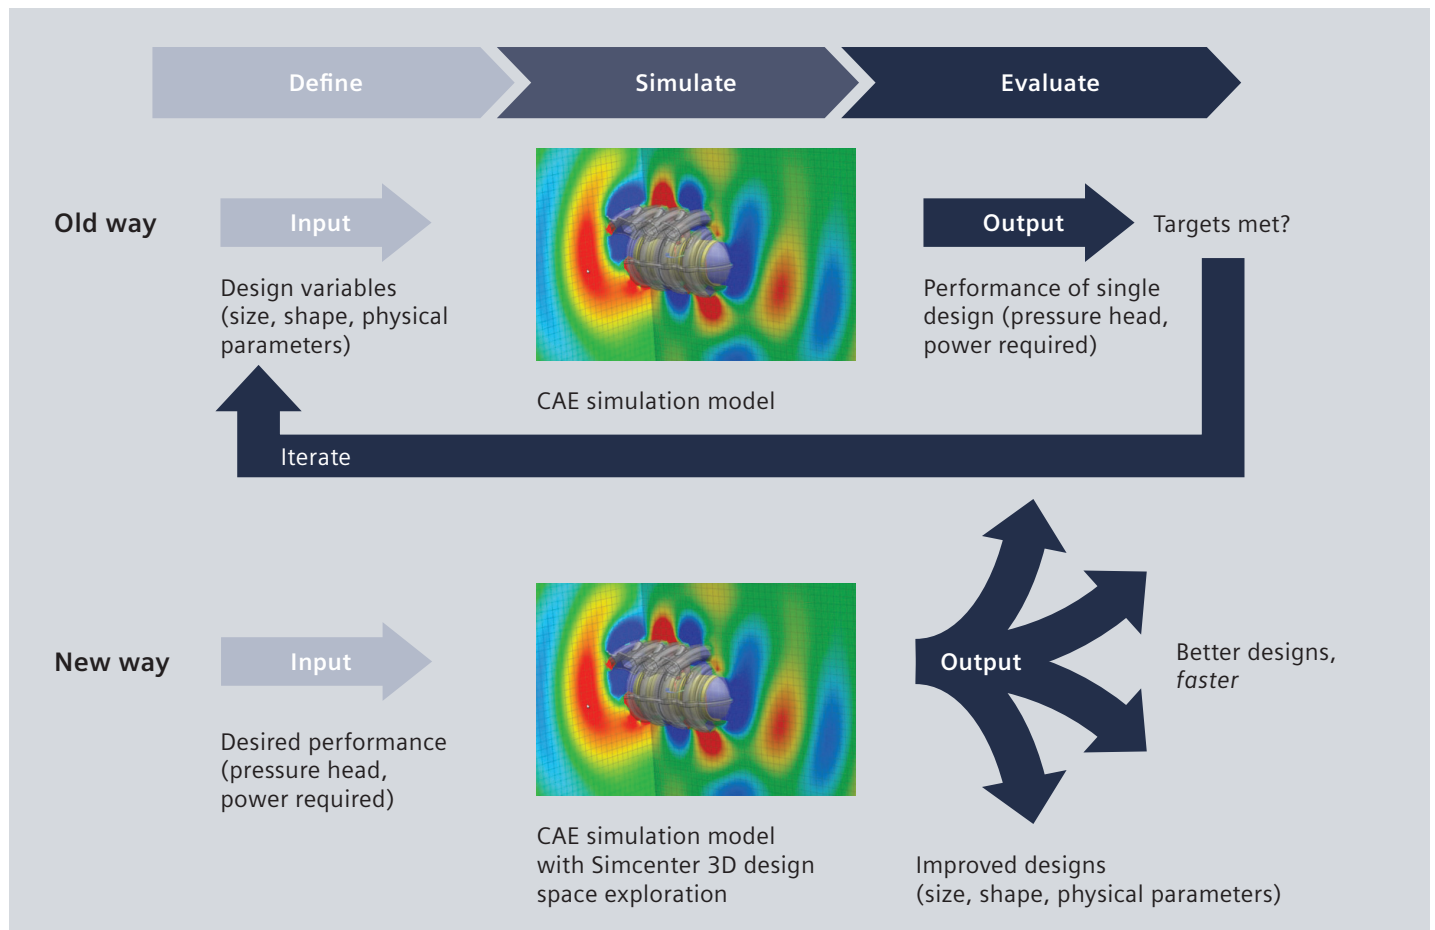 Define
Simulate
Evaluate
Old way
Input
Output
Targets met?
Design variables
(size, shape, physical
parameters)
CAE simulation model
Performance of single
design (pressure head,
power required)
Iterate
New way
Input
Output
Better designs,
faster
Desired performance
(pressure head,
power required)
CAE simulation model
with Simcenter 3D design
space exploration
Improved designs
(size, shape, physical parameters)